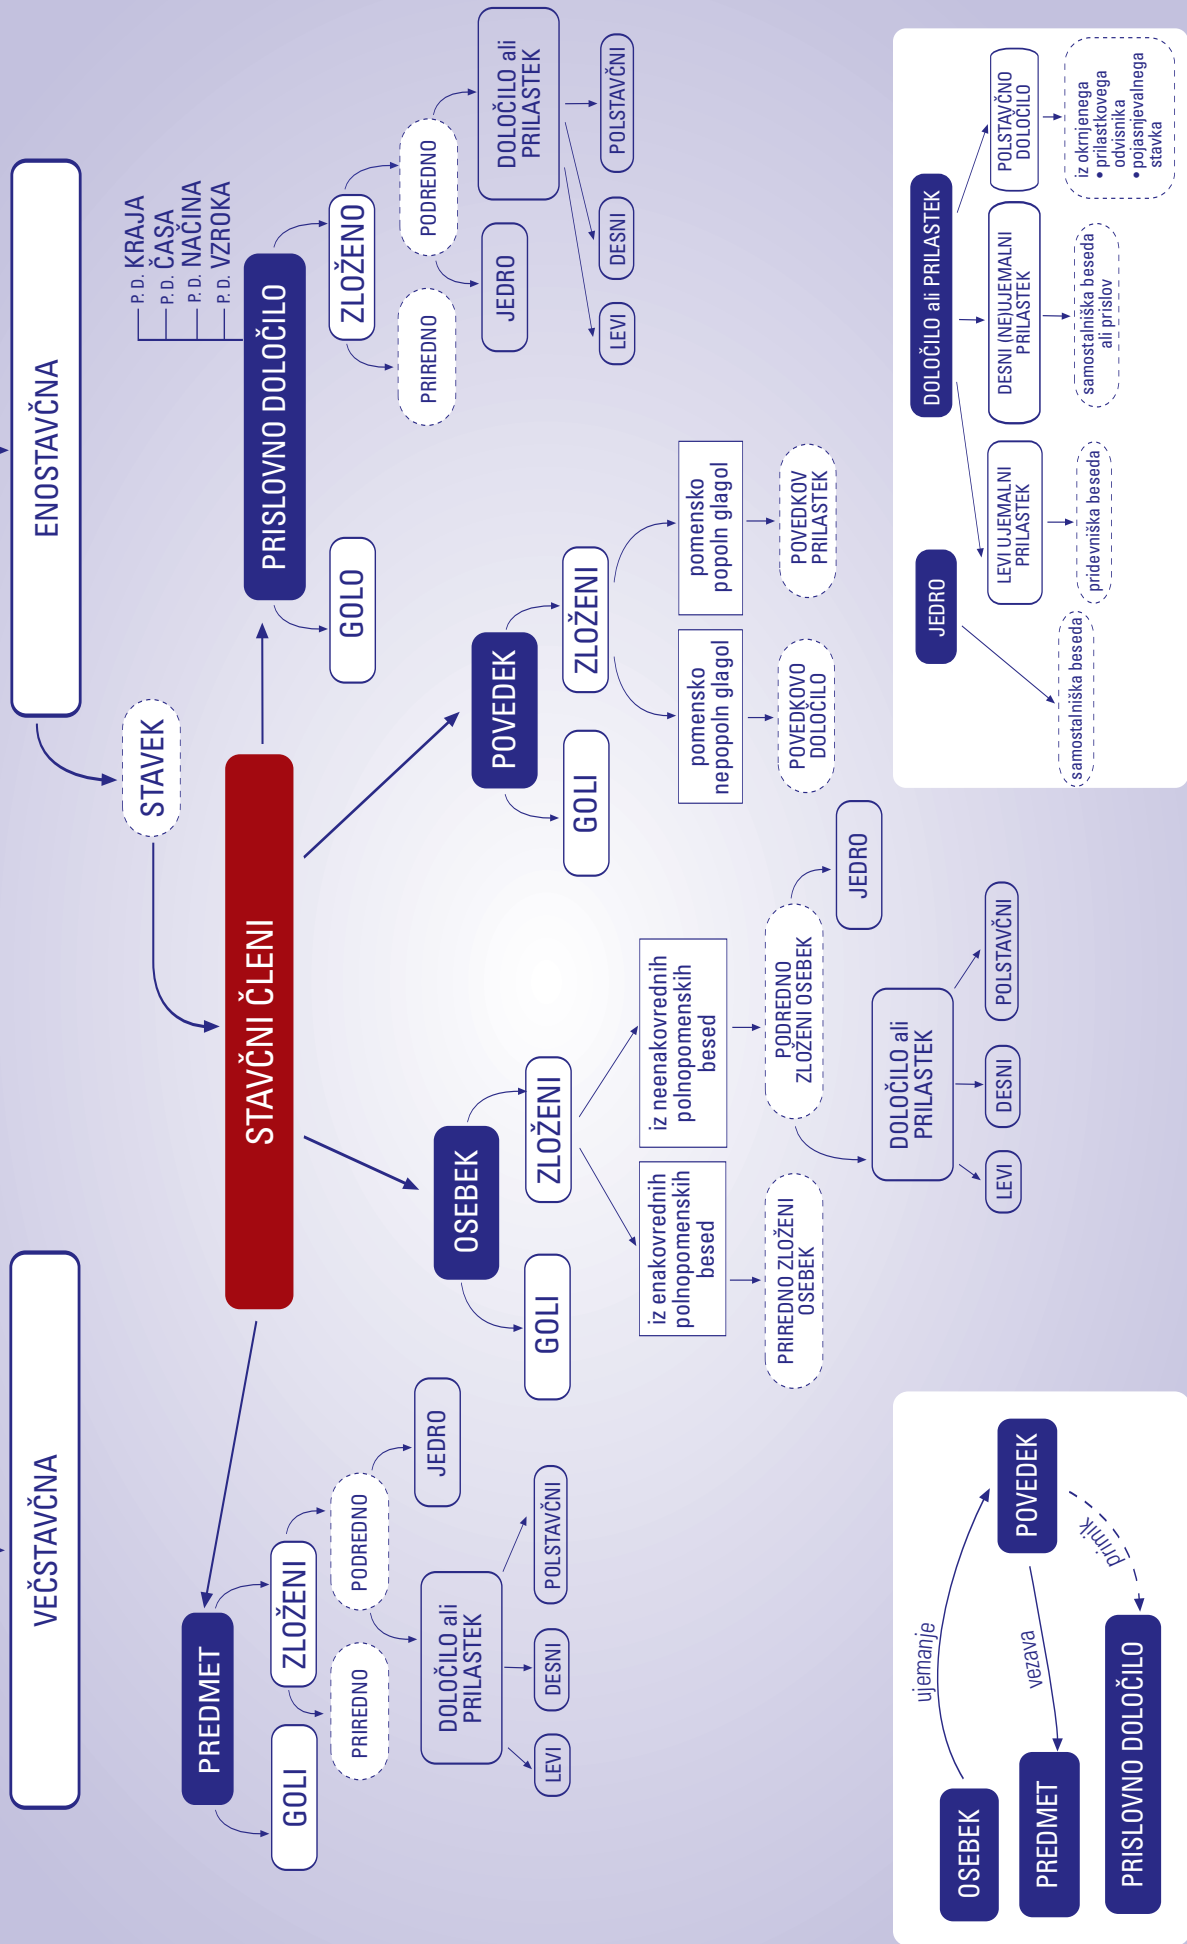 VEČSTAVČNA
ENOSTAVČNA
STAVEK
STAVČNI ČLENI
PREDMET
GOLI
ZLOŽENI
PRIREDNO
PODREDNO
DOLOČILO ali
PRILASTEK
JEDRO
LEVI
DESNI
POLSTAVČNI
OSEBEK
GOLI
ZLOŽENI
iz enakovrednih
polnopomenskih
besed
iz neenakovrednih
polnopomenskih
besed
PRIREDNO ZLOŽENI
OSEBEK
PODREDNO
ZLOŽENI OSEBEK
DOLOČILO ali
PRILASTEK
JEDRO
LEVI
DESNI
POLSTAVČNI
POVEDEK
GOLI
ZLOŽENI
pomensko
nepopoln glagol
pomensko
popoln glagol
POVEDKOVO
DOLOČILO
POVEDKOV
PRILASTEK
P. D. KRAJA
P. D. ČASA
P. D. NAČINA
P. D. VZROKA
PRISLOVNO DOLOČILO
GOLO
ZLOŽENO
PRIREDNO
PODREDNO
JEDRO
DOLOČILO ali
PRILASTEK
LEVI
DESNI
POLSTAVČNI
OSEBEK
ujemanje
POVEDEK
PREDMET
vezava
primik
PRISLOVNO DOLOČILO
JEDRO
DOLOČILO ali PRILASTEK
LEVI UJEMALNI
PRILASTEK
DESNI (NE)UJEMALNI
PRILASTEK
POLSTAVČNO
DOLOČILO
samostalniška beseda
pridevniška beseda
samostalniška beseda
ali prislov
iz okrnjenega
• prilastkovega
odvisnika
• pojasnjevalnega
stavka